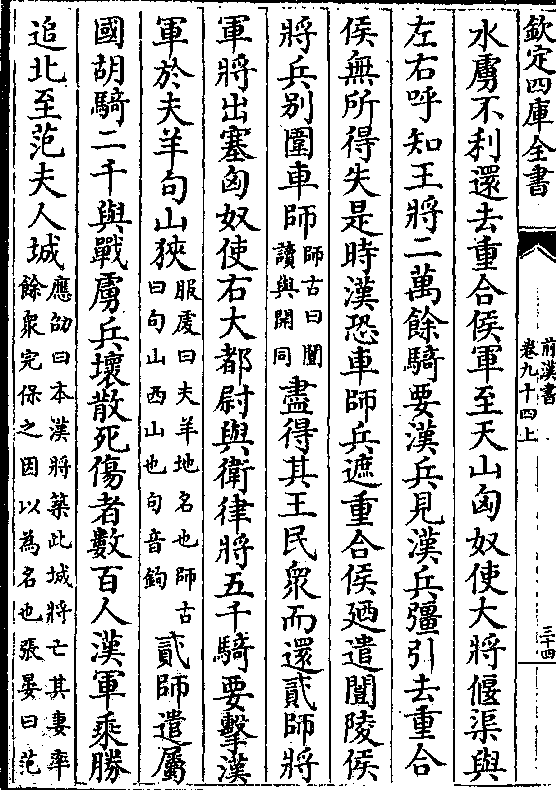 欽定四庫全書
前漢書
卷九十四上
三十四
水虜不利還去重合侯軍至天山匈奴使大將偃渠與
左右呼知王將二萬餘騎要漢兵見漢兵彊引去重合
侯無所得失是時漢恐車師兵遮重合侯廼遣闓陵侯
將兵别圍車師師古曰闓讀與開同盡得其王民衆而還貳師將
軍將出塞匈奴使右大都尉與衛律將五千騎要擊漢
軍於夫羊句山狹服虔曰夫羊地名也師古曰句山西山也句音鉤貳師遣屬
國胡騎二千與戰虜兵壞散死傷者數百人漢軍乘勝
追北至范夫人城應劭曰本漢將築此城將亡其妻率餘衆完保之因以為名也張晏曰范